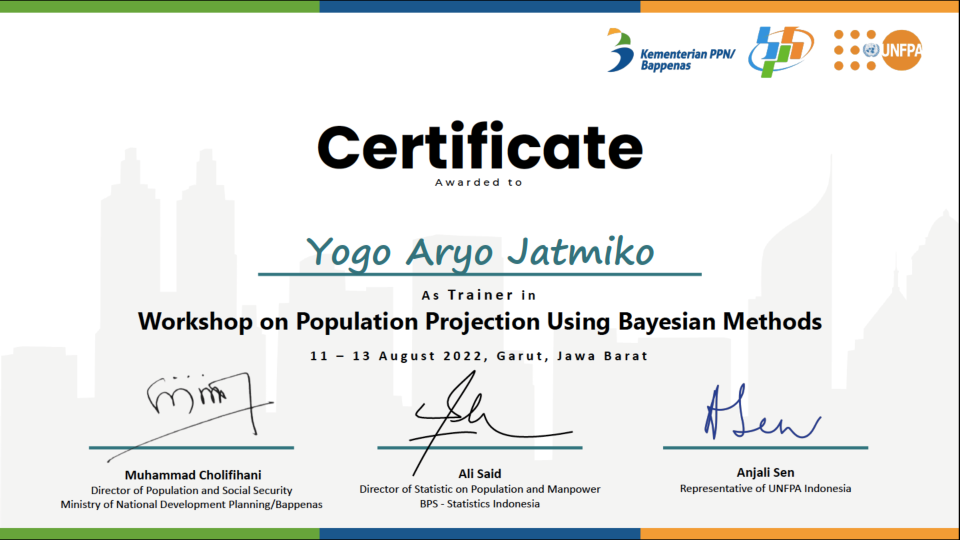 Kementerian PPN/
Bappenas
UNFPA
Certificate
Awarded to
Yogo Aryo Jatmiko
As Trainer in
Workshop on Population Projection Using Bayesian Methods
11 – 13 August 2022, Garut, Jawa Barat
Muhammad Cholifihani
Director of Population and Social Security
Ministry of National Development Planning/Bappenas
Ali Said
Director of Statistic on Population and Manpower
BPS - Statistics Indonesia
Anjali Sen
Representative of UNFPA Indonesia